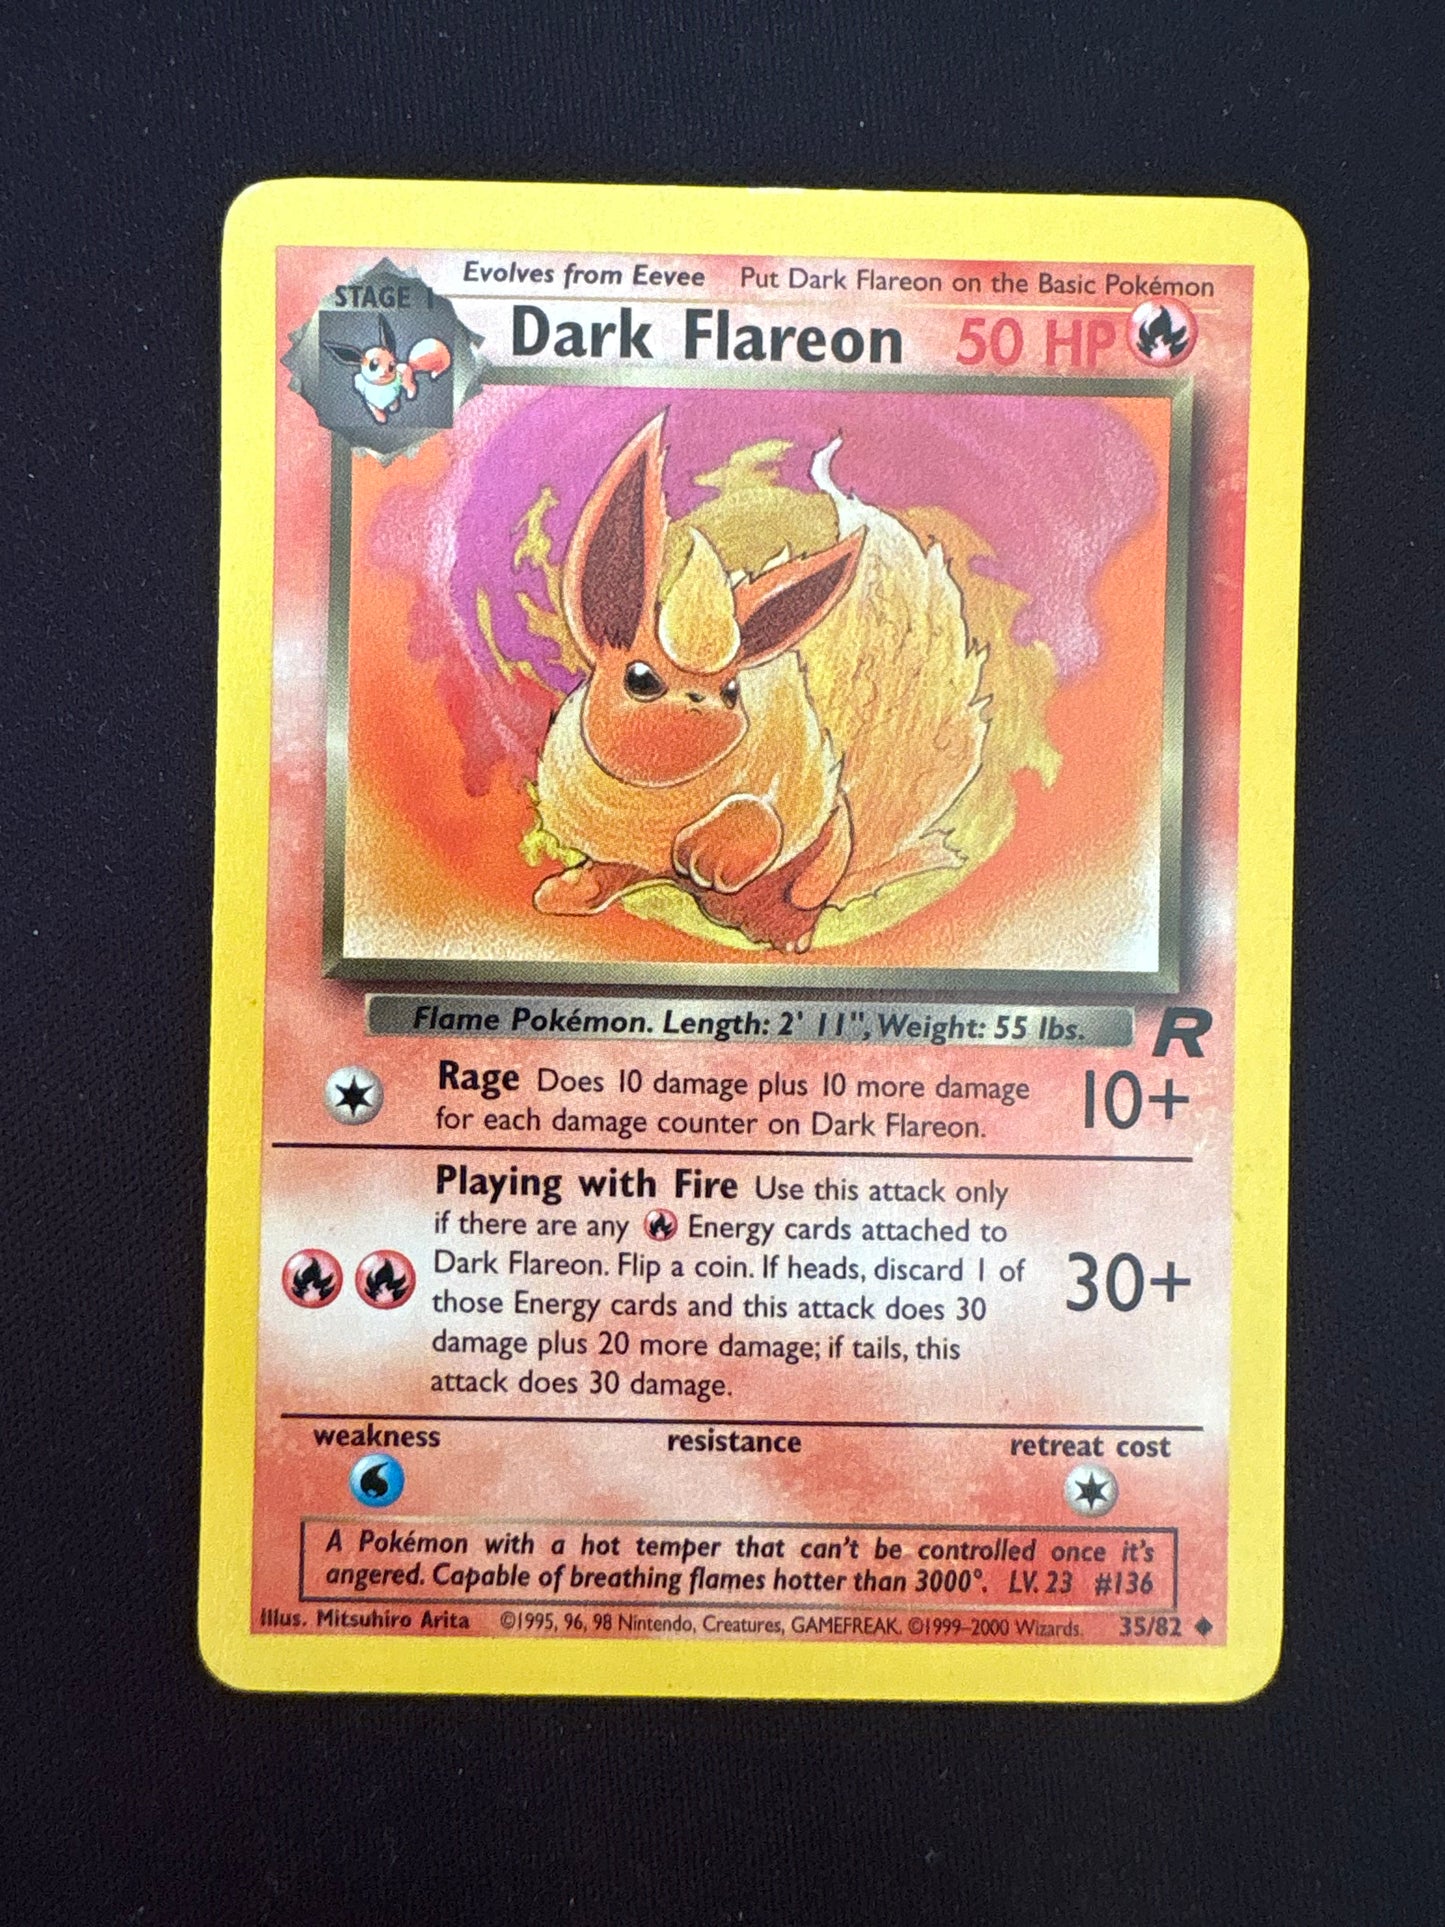 Evolves from Eevee Put Dark Flareon on the Basic Pokémon
STAGE 1
Dark Flareon 50 HP
Flame Pokémon. Length: 2' 11", Weight: 55 lbs.
R
Rage Does 10 damage plus 10 more damage
for each damage counter on Dark Flareon.
10+
Playing with Fire Use this attack only
if there are any Energy cards attached to
Dark Flareon. Flip a coin. If heads, discard 1 of
those Energy cards and this attack does 30
damage plus 20 more damage; if tails, this
attack does 30 damage.
30+
weakness resistance retreat cost
A Pokémon with a hot temper that can't be controlled once it's
angered. Capable of breathing flames hotter than 3000°. LV. 23 #136
Illus. Mitsuhiro Arita ©1995, 96, 98 Nintendo, Creatures, GAMEFREAK. ©1999-2000 Wizards. 35/82